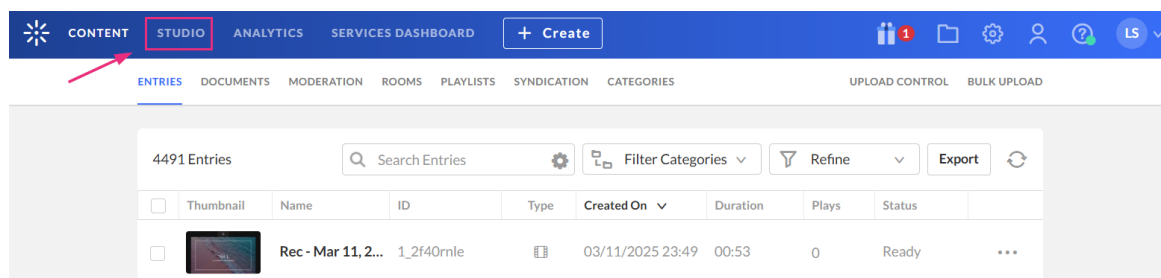 CONTENT STUDIO ANALYTICS SERVICES DASHBOARD + Create 1 LS
ENTRIES DOCUMENTS MODERATION ROOMS PLAYLISTS SYNDICATION CATEGORIES UPLOAD CONTROL BULK UPLOAD
4491 Entries Search Entries Filter Categories Refine Export
Thumbnail Name ID Type Created On Duration Plays Status
Rec - Mar 11, 2... 1_2f40rnle 03/11/2025 23:49 00:53 0 Ready